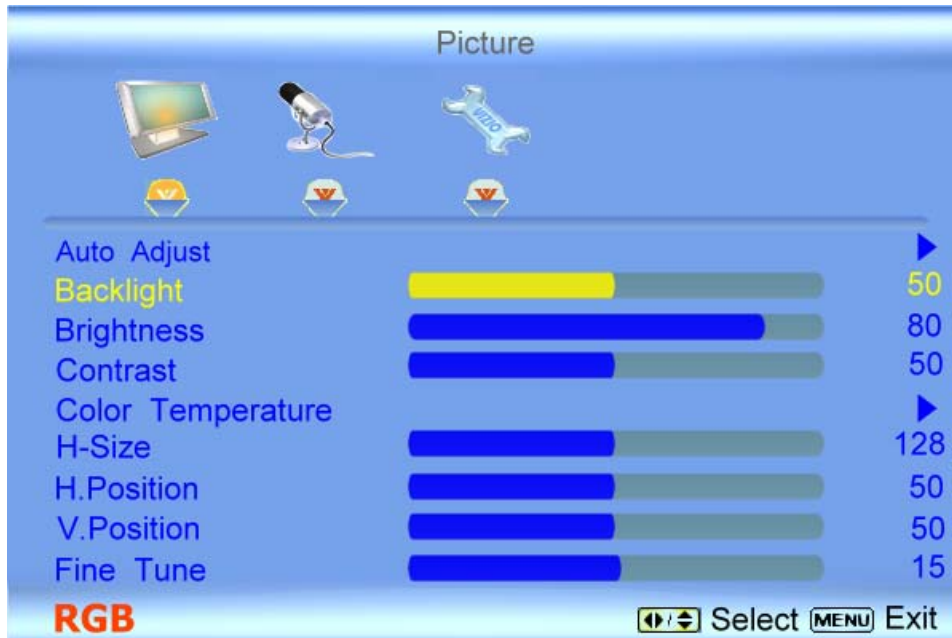 Picture
VIZIO
Auto Adjust
Backlight 50
Brightness 80
Contrast 50
Color Temperature
H-Size 128
H.Position 50
V.Position 50
Fine Tune 15
RGB Select MENU Exit